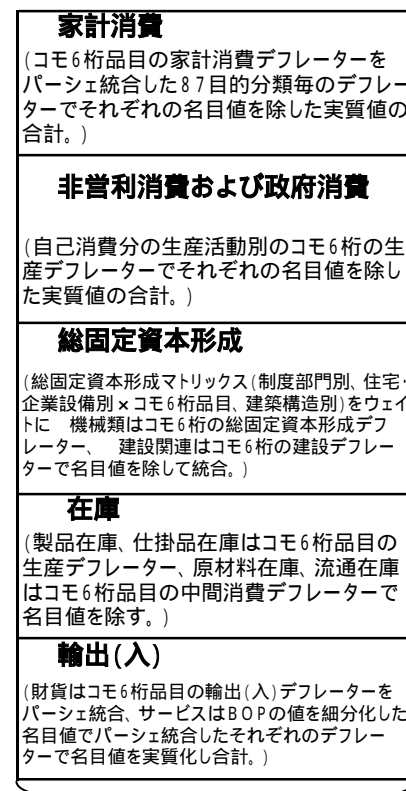 家計消費
(コモ6桁品目の家計消費デフレーターを
パーシェ統合した87目的分類毎のデフレー
ターでそれぞれの名目値を除した実質値の
合計。)
非営利消費および政府消費
(自己消費分の生産活動別のコモ6桁の生
産デフレーターでそれぞれの名目値を除し
た実質値の合計。)
総固定資本形成
(総固定資本形成マトリックス(制度部門別、住宅・
企業設備別×コモ6桁品目、建築構造別)をウェイ
トに 機械類はコモ6桁の総固定資本形成デフ
レーター、 建設関連はコモ6桁の建設デフレー
ターで名目値を除して統合。)
在庫
(製品在庫、仕掛品在庫はコモ6桁品目の
生産デフレーター、原材料在庫、流通在庫
はコモ6桁品目の中間消費デフレーターで
名目値を除す。)
輸出(入)
(財貨はコモ6桁品目の輸出(入)デフレーターを
パーシェ統合、サービスはBOPの値を細分化した
名目値でパーシェ統合したそれぞれのデフレー
ターで名目値を実質化し合計。)